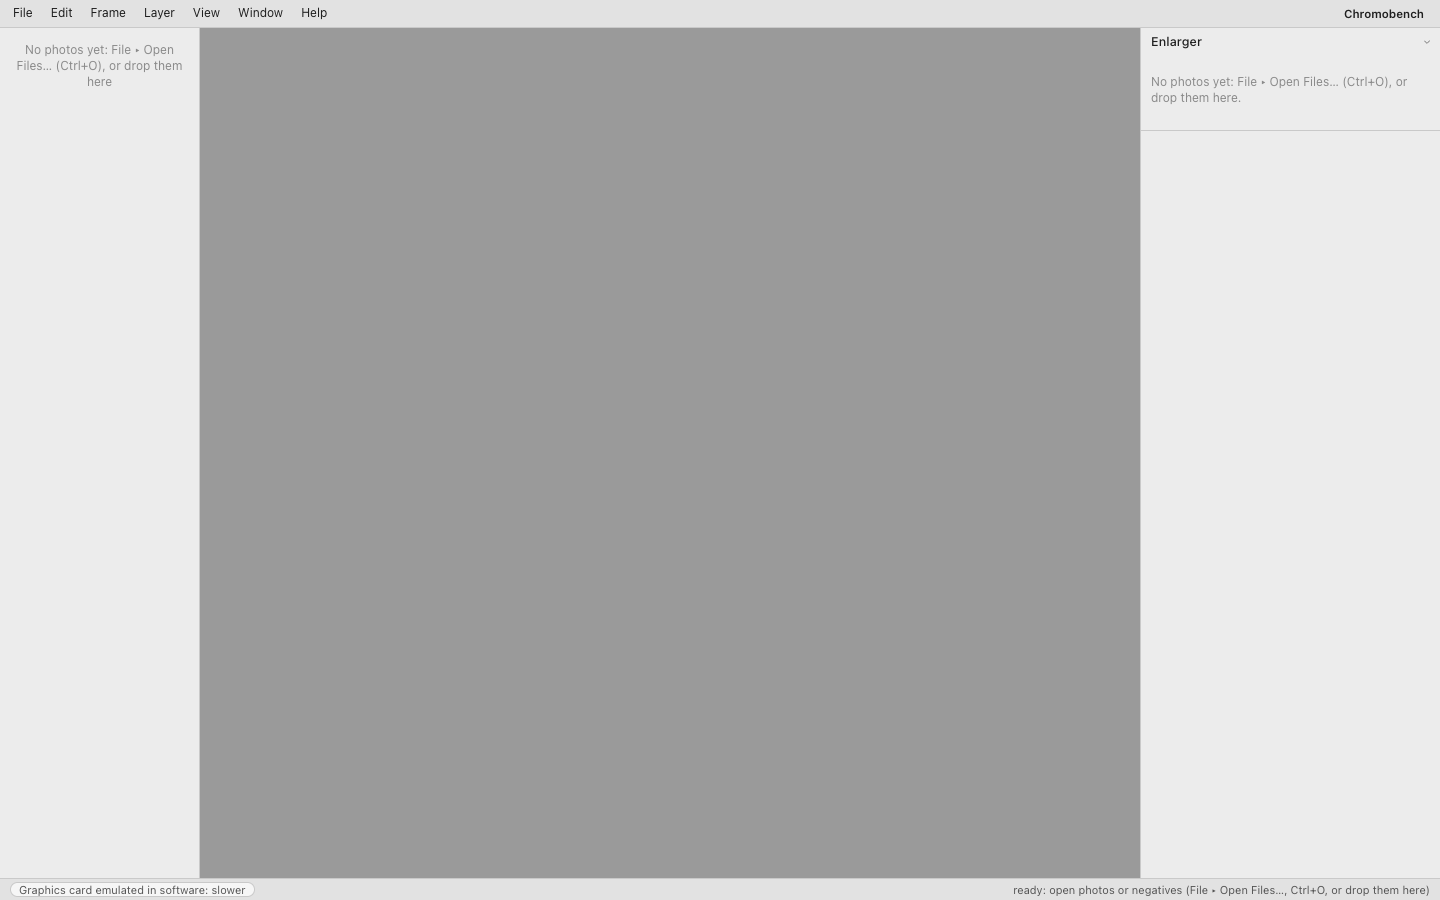 File Edit Frame Layer View Window Help
Chromobench
No photos yet: File ‣ Open
Files... (Ctrl+O), or drop them
here
Enlarger
No photos yet: File ‣ Open Files... (Ctrl+O), or
drop them here.
Graphics card emulated in software: slower
ready: open photos or negatives (File ‣ Open Files..., Ctrl+O, or drop them here)